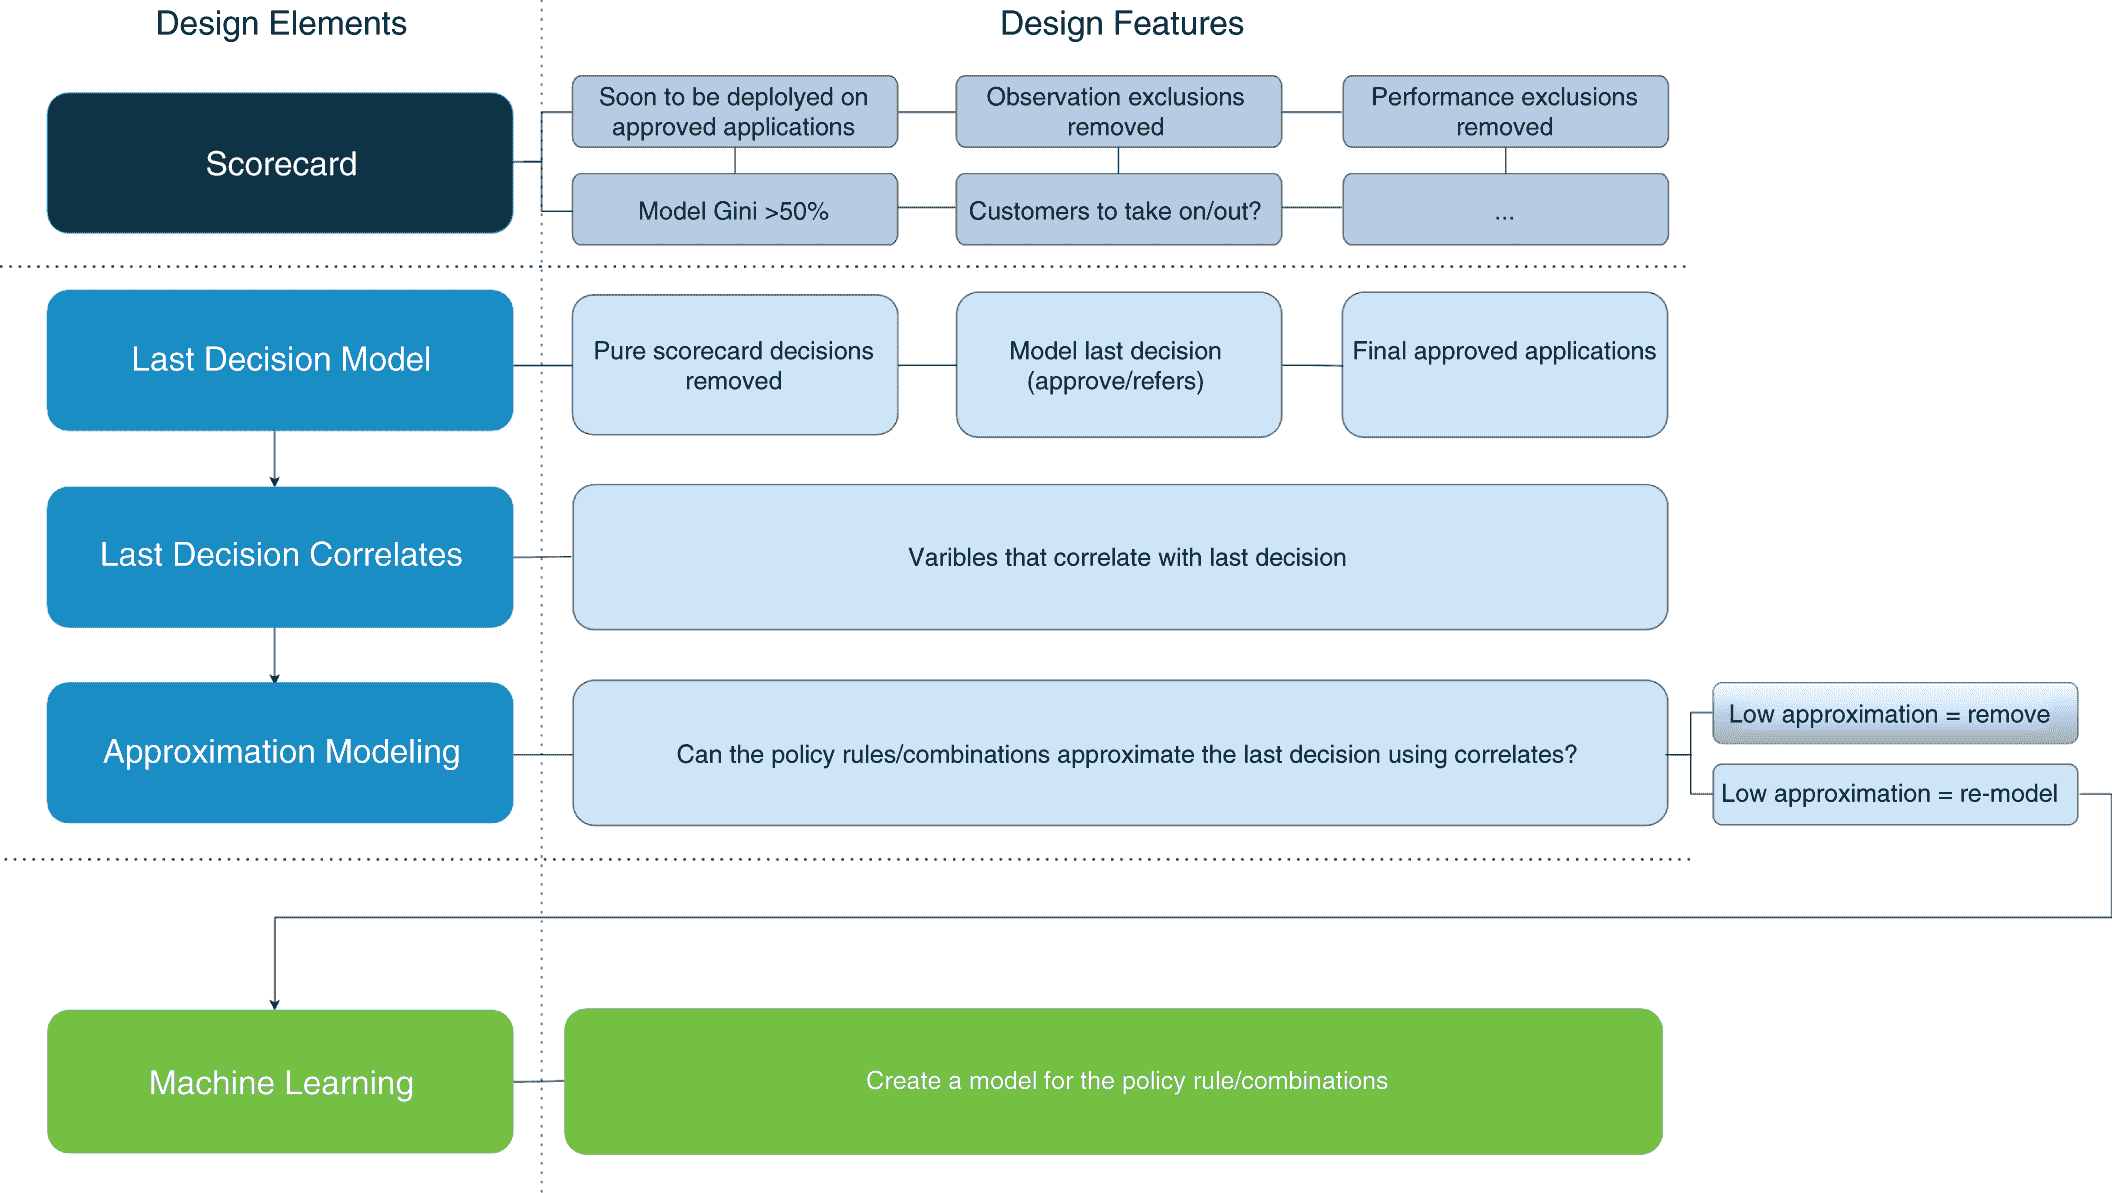 Design Elements
Design Features
Scorecard
Soon to be deplolyed on
approved applications
Observation exclusions
removed
Performance exclusions
removed
Model Gini >50%
Customers to take on/out?
...
Last Decision Model
Pure scorecard decisions
removed
Model last decision
(approve/refers)
Final approved applications
Last Decision Correlates
Varibles that correlate with last decision
Approximation Modeling
Can the policy rules/combinations approximate the last decision using correlates?
Low approximation = remove
Low approximation = re-model
Machine Learning
Create a model for the policy rule/combinations